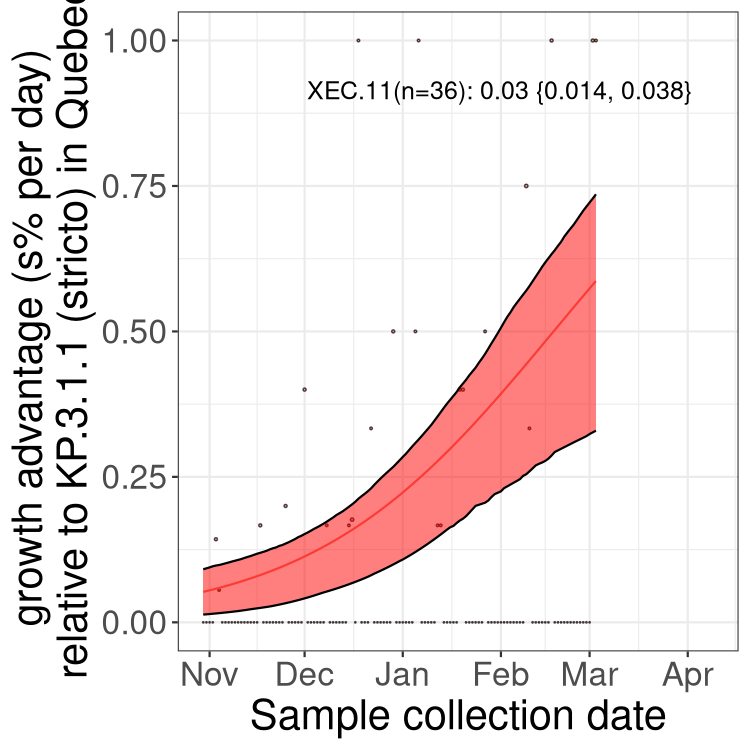 growth advantage (s% per day)
relative to KP.3.1.1 (stricto) in Quebec
1.00
0.75
0.50
0.25
0.00
XEC.11(n=36): 0.03 {0.014, 0.038}
Nov Dec Jan Feb Mar Apr
Sample collection date